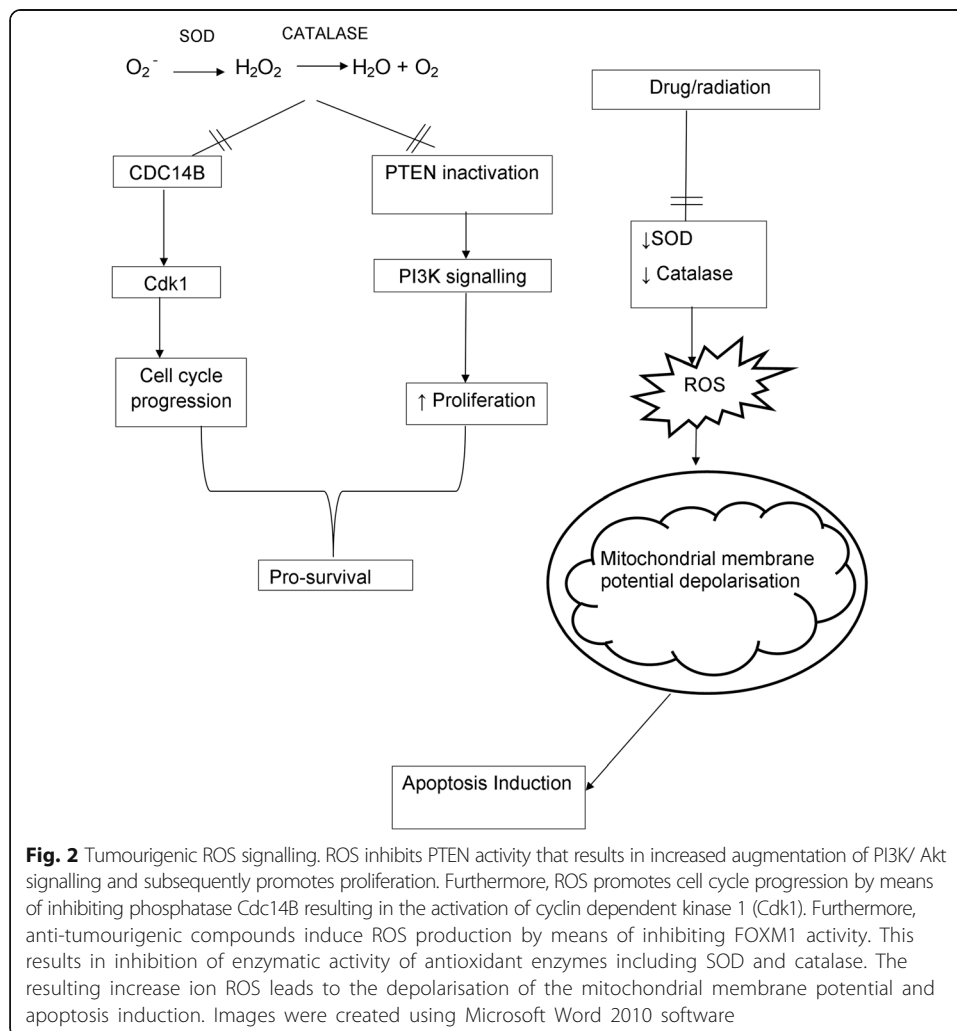 SOD CATALASE
O₂⁻ → H₂O₂ → H₂O + O₂
Drug/radiation
CDC14B
PTEN inactivation
↓SOD
↓ Catalase
Cdk1
PI3K signalling
ROS
Cell cycle
progression
↑ Proliferation
Mitochondrial membrane
potential depolarisation
Pro-survival
Apoptosis Induction
Fig. 2 Tumourigenic ROS signalling. ROS inhibits PTEN activity that results in increased augmentation of PI3K/ Akt
signalling and subsequently promotes proliferation. Furthermore, ROS promotes cell cycle progression by means
of inhibiting phosphatase Cdc14B resulting in the activation of cyclin dependent kinase 1 (Cdk1). Furthermore,
anti-tumourigenic compounds induce ROS production by means of inhibiting FOXM1 activity. This
results in inhibition of enzymatic activity of antioxidant enzymes including SOD and catalase. The
resulting increase ion ROS leads to the depolarisation of the mitochondrial membrane potential and
apoptosis induction. Images were created using Microsoft Word 2010 software